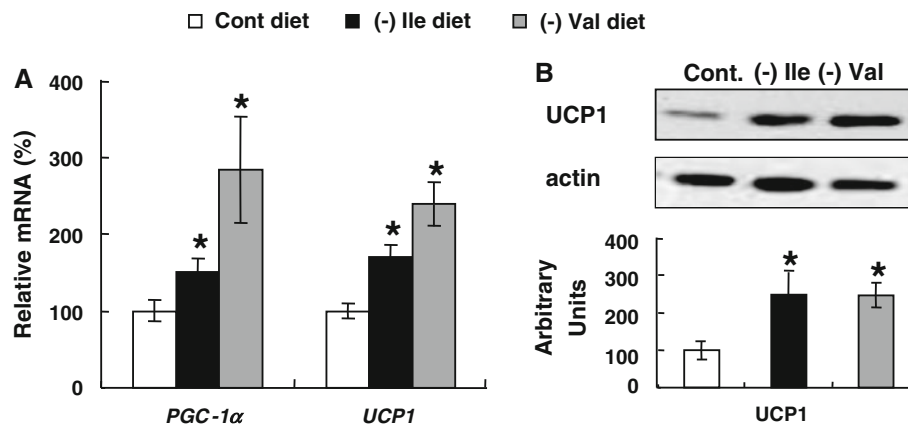 Cont diet (-) Ile diet (-) Val diet
A
Relative mRNA (%)
400
300
200
100
0
*
*
*
*
PGC-1α UCP1
B
Cont. (-) Ile (-) Val
UCP1
actin
Arbitrary
Units
400
300
200
100
0
*
*
UCP1